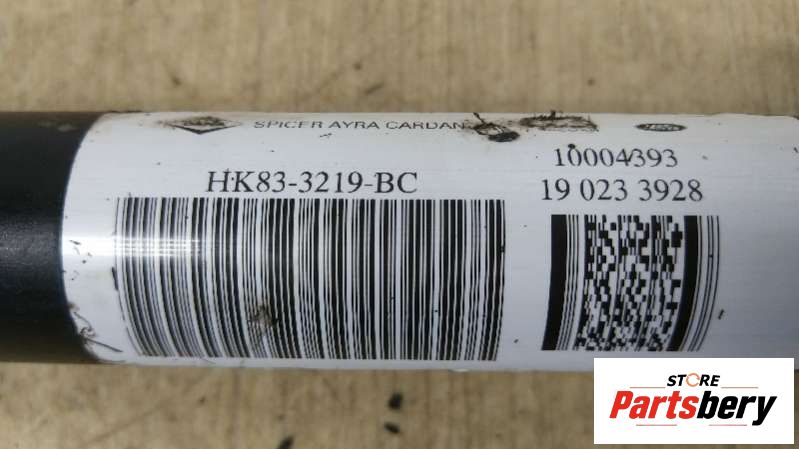 SPICER AYRA CARDAN
10004393
HK83-3219-BC
19 023 3928
STORE
Partsbery